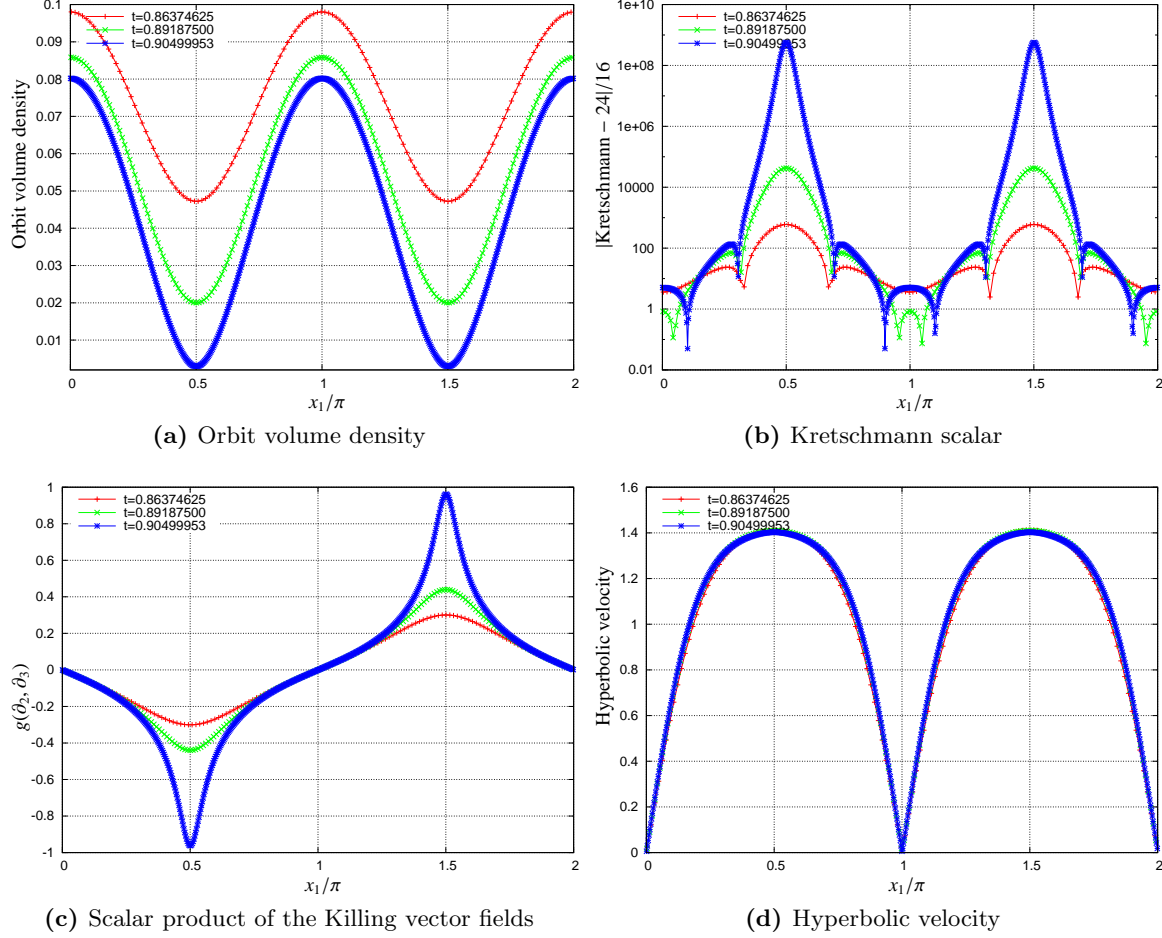 t=0.86374625
t=0.89187500
t=0.90499953
0.1
0.09
0.08
0.07
0.06
0.05
0.04
0.03
0.02
0.01
Orbit volume density
0 0.5 1 1.5 2
x₁/π
(a) Orbit volume density
t=0.86374625
t=0.89187500
t=0.90499953
1e+10
1e+08
1e+06
10000
100
1
0.01
|Kretschmann − 24|/16
0 0.5 1 1.5 2
x₁/π
(b) Kretschmann scalar
t=0.86374625
t=0.89187500
t=0.90499953
1
0.8
0.6
0.4
0.2
0
-0.2
-0.4
-0.6
-0.8
-1
g(∂₂, ∂₃)
0 0.5 1 1.5 2
x₁/π
(c) Scalar product of the Killing vector fields
t=0.86374625
t=0.89187500
t=0.90499953
1.6
1.4
1.2
1
0.8
0.6
0.4
0.2
0
Hyperbolic velocity
0 0.5 1 1.5 2
x₁/π
(d) Hyperbolic velocity